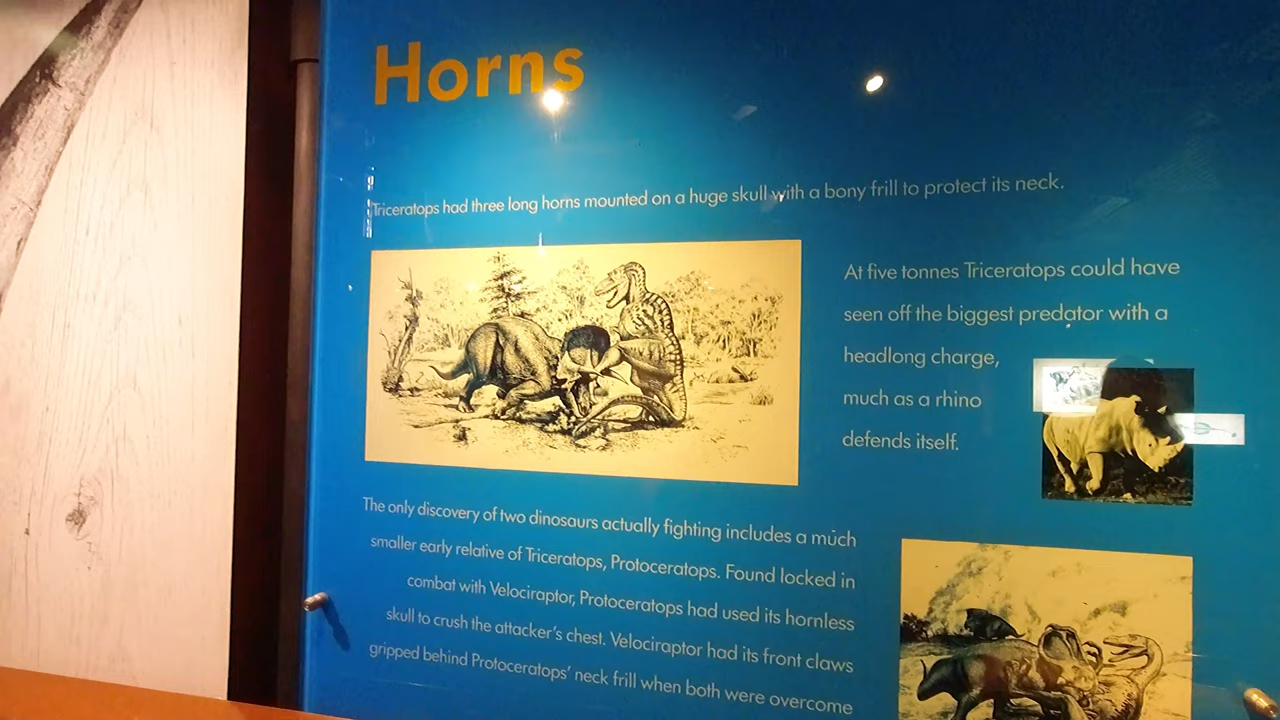 Horns
Triceratops had three long horns mounted on a huge skull with a bony frill to protect its neck.
At five tonnes Triceratops could have
seen off the biggest predator with a
headlong charge,
much as a rhino
defends itself.
The only discovery of two dinosaurs actually fighting includes a much
smaller early relative of Triceratops, Protoceratops. Found locked in
combat with Velociraptor, Protoceratops had used its hornless
skull to crush the attacker's chest. Velociraptor had its front claws
gripped behind Protoceratops' neck frill when both were overcome